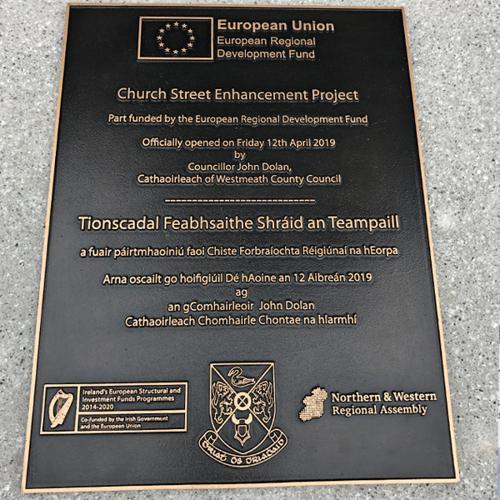 European Union
European Regional
Development Fund
Church Street Enhancement Project
Part funded by the European Regional Development Fund
Officially opened on Friday 12th April 2019
by
Councillor John Dolan,
Cathaoirleach of Westmeath County Council
Tionscadal Feabhsaithe Shráid an Teampaill
a fuair páirtmhaoiniú faoi Chiste Forbraíochta Réigiúnaí na hEorpa
Arna oscailt go hoifigiúil Dé hAoine an 12 Aibreán 2019
ag
an gComhairleoir John Dolan
Cathaoirleach Chomhairle Chontae na hIarmhí
Ireland's European Structural and
Investment Funds Programmes
2014-2020
Co-funded by the Irish Government
and the European Union
Northern & Western
Regional Assembly